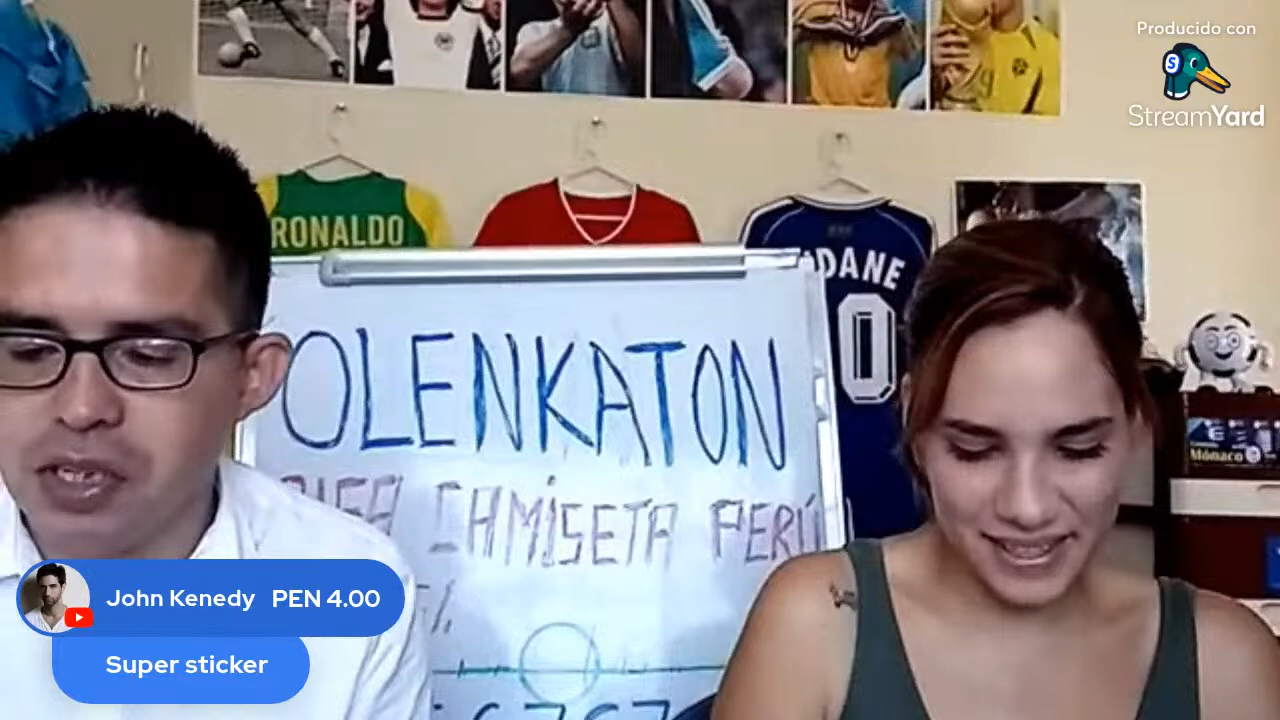 Producido con
StreamYard
RONALDO
DANE
OLENKATON
CAMISETA PERÚ
Mónaco
John Kenedy PEN 4.00
Super sticker